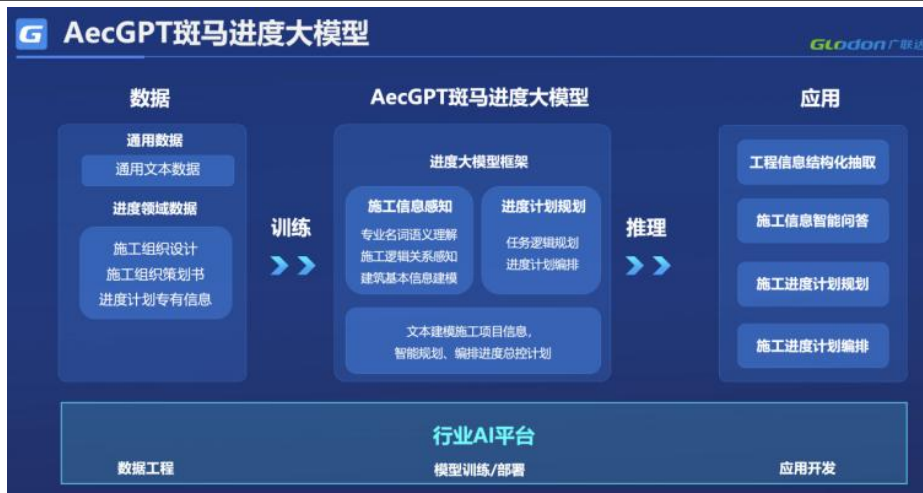 G AecGPT斑马进度大模型
GLodon广联达
数据
通用数据
通用文本数据
进度领域数据
施工组织设计
施工组织策划书
进度计划专有信息
训练
AecGPT斑马进度大模型
进度大模型框架
施工信息感知
专业名词语义理解
施工逻辑关系感知
建筑基本信息建模
进度计划规划
任务逻辑规划
进度计划编排
文本建模施工项目信息,
智能规划、编排进度总控计划
推理
应用
工程信息结构化抽取
施工信息智能问答
施工进度计划规划
施工进度计划编排
行业AI平台
数据工程
模型训练/部署
应用开发